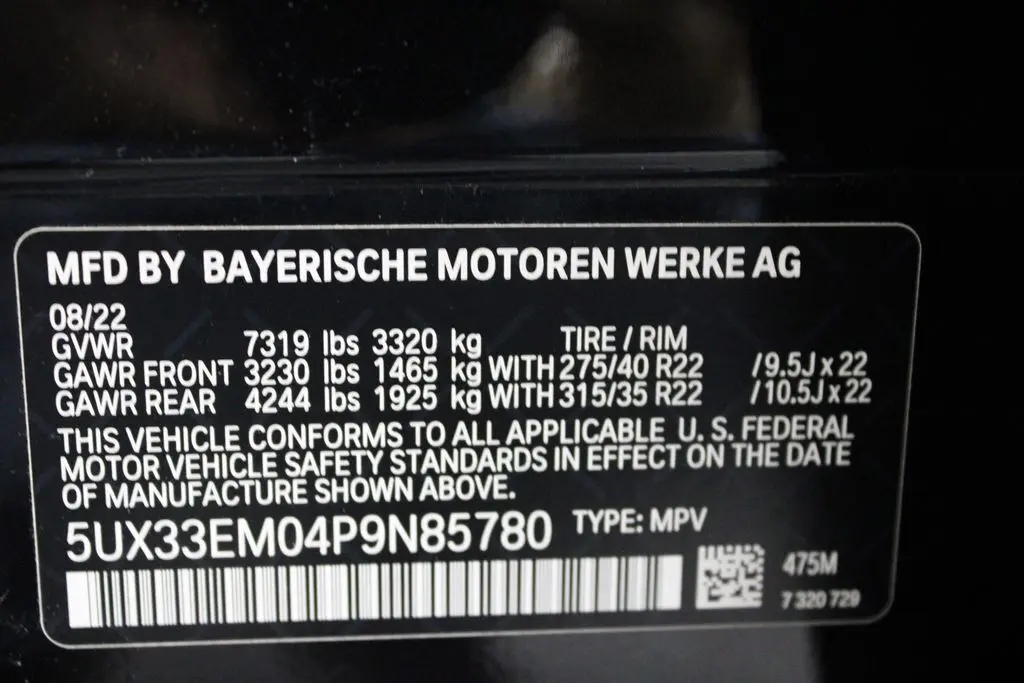 MFD BY BAYERISCHE MOTOREN WERKE AG
08/22
GVWR 7319 lbs 3320 kg TIRE / RIM
GAWR FRONT 3230 lbs 1465 kg WITH 275/40 R22 /9.5J x 22
GAWR REAR 4244 lbs 1925 kg WITH 315/35 R22 /10.5J x 22
THIS VEHICLE CONFORMS TO ALL APPLICABLE U. S. FEDERAL
MOTOR VEHICLE SAFETY STANDARDS IN EFFECT ON THE DATE
OF MANUFACTURE SHOWN ABOVE.
5UX33EM04P9N85780 TYPE: MPV
475M
7 320 729